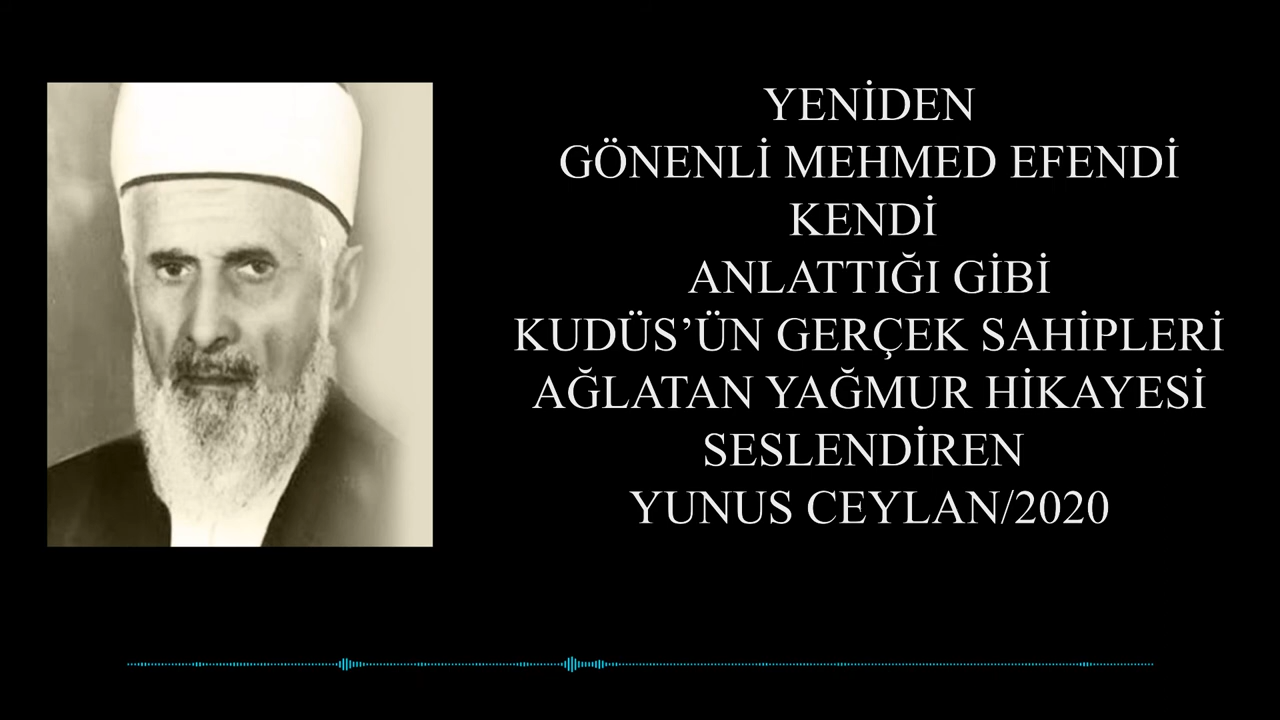 YENİDEN
GÖNENLİ MEHMED EFENDİ
KENDİ
ANLATTIĞI GİBİ
KUDÜS’ÜN GERÇEK SAHİPLERİ
AĞLATAN YAĞMUR HİKAYESİ
SESLENDİREN
YUNUS CEYLAN/2020